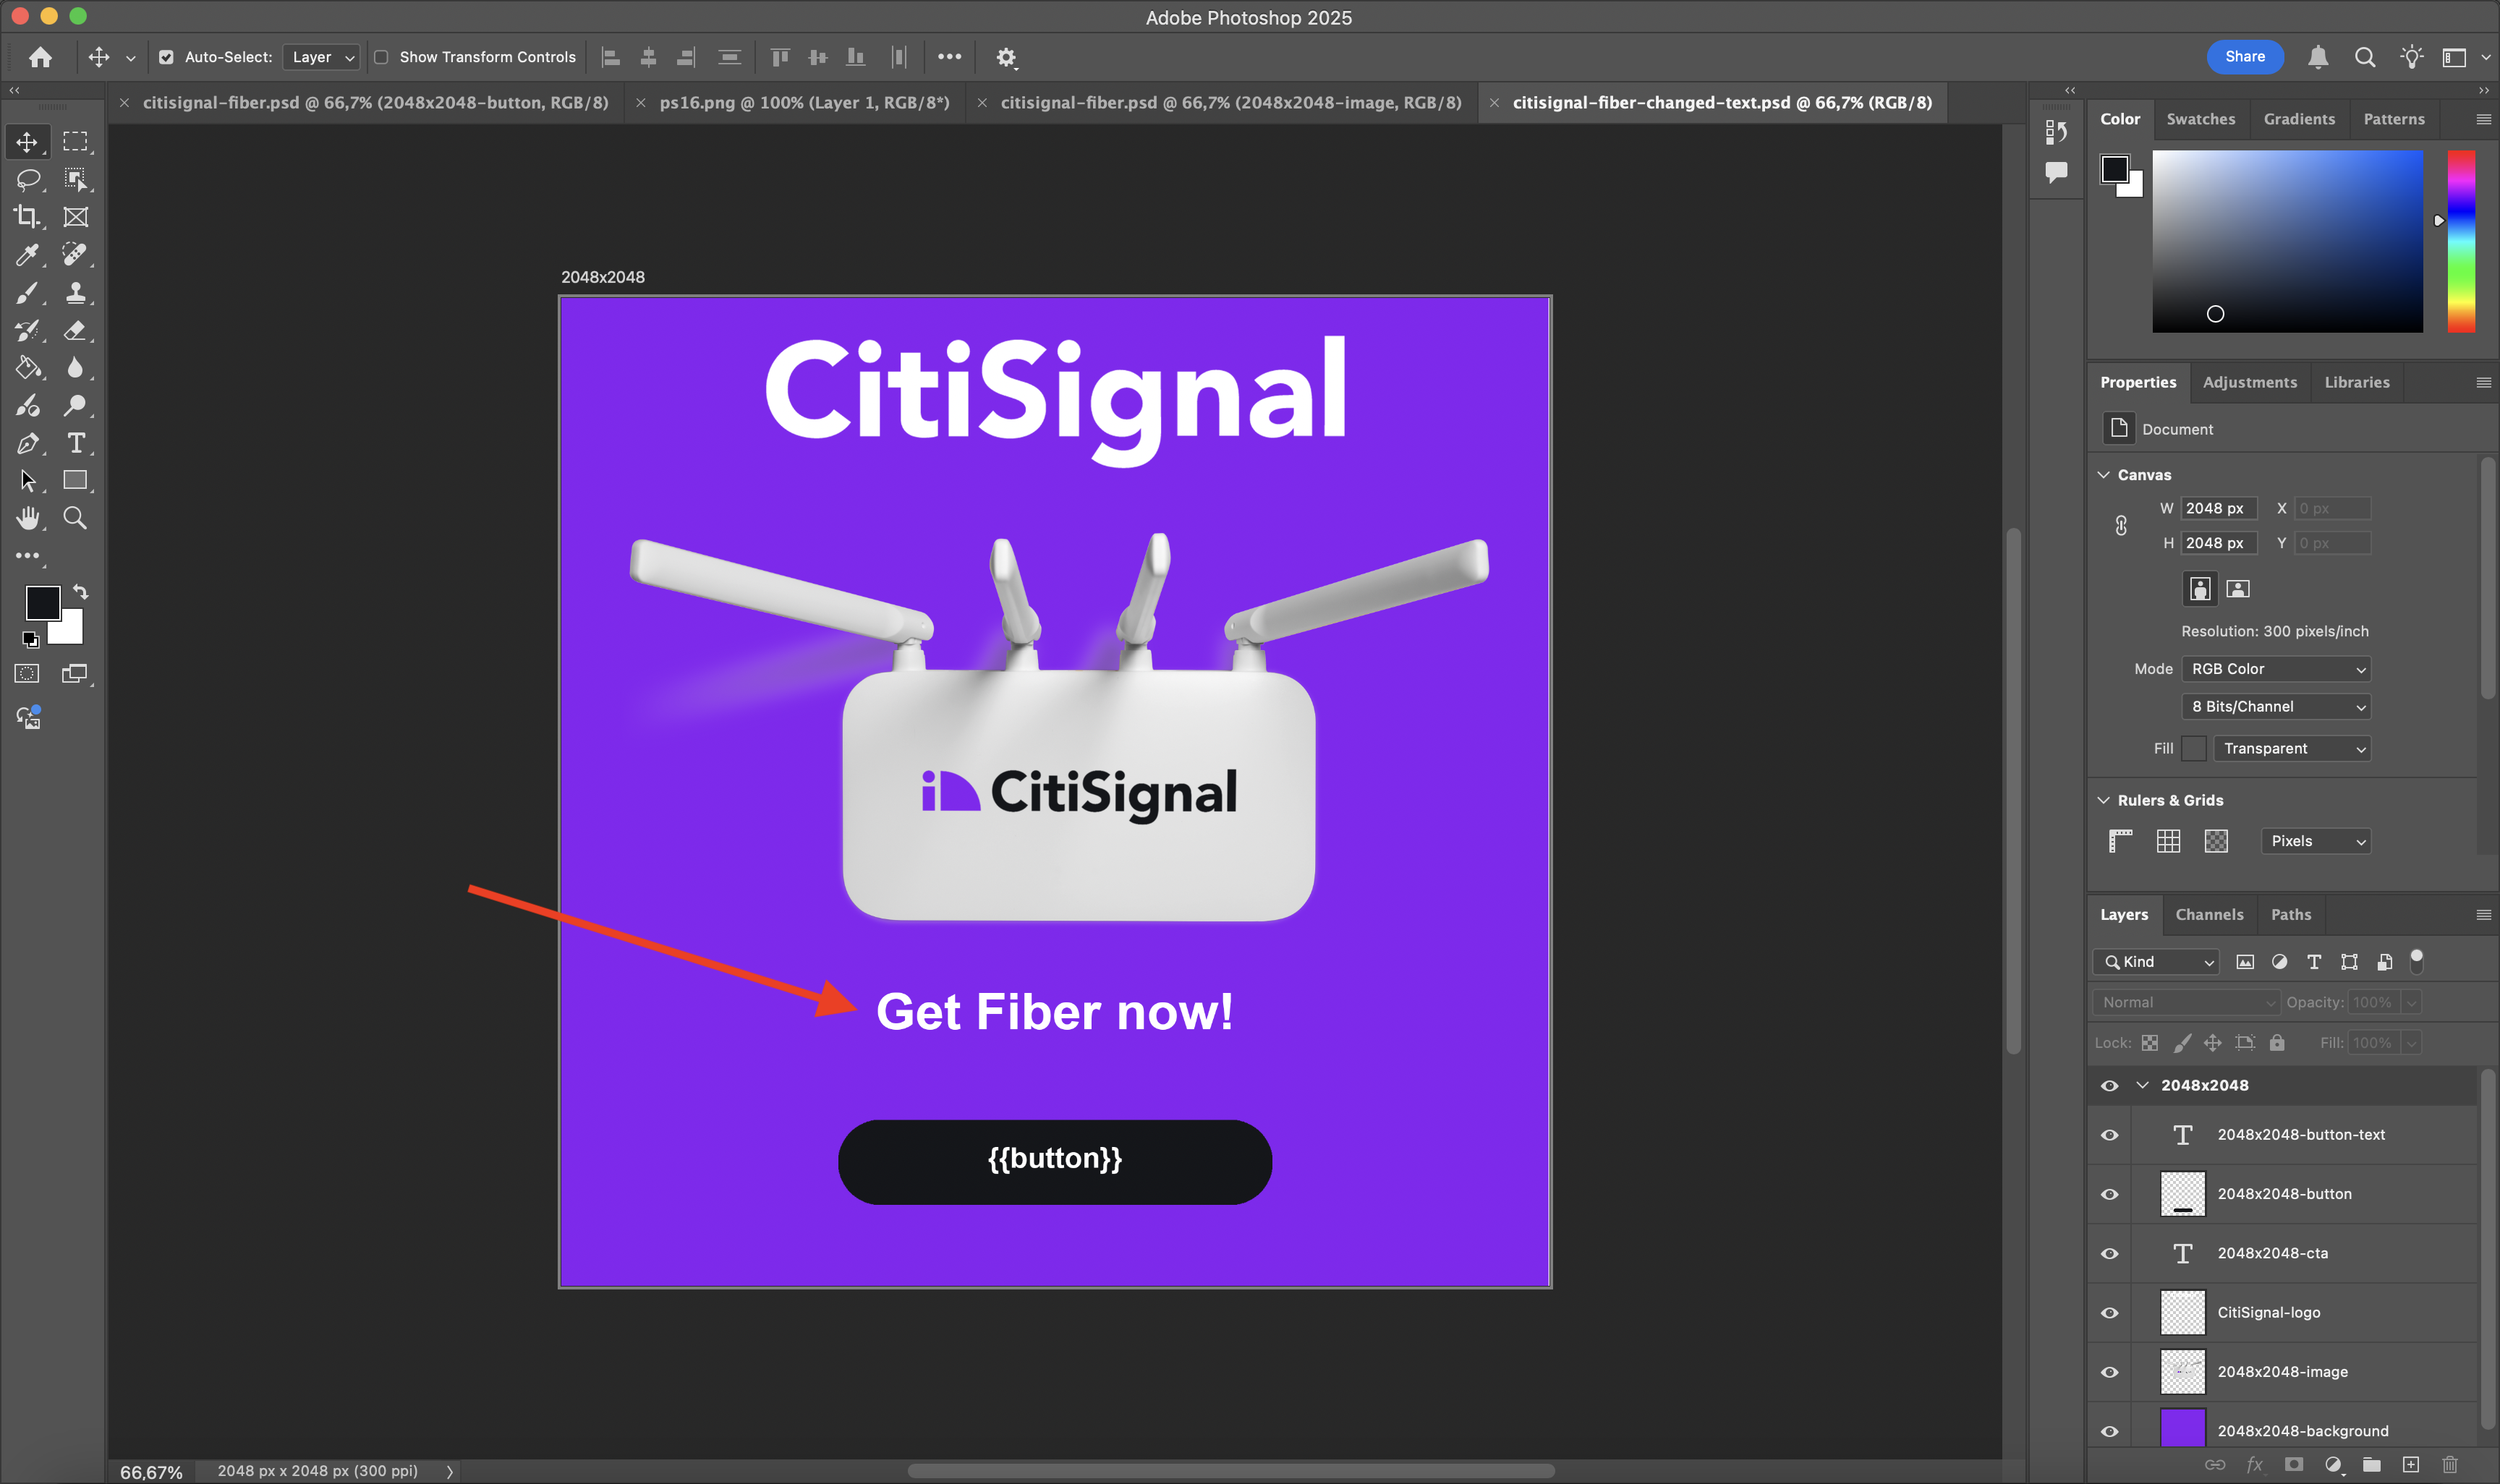 Adobe Photoshop 2025
Auto-Select: Layer Show Transform Controls Share
citisignal-fiber.psd @ 66,7% (2048x2048-button, RGB/8) ps16.png @ 100% (Layer 1, RGB/8*) citisignal-fiber.psd @ 66,7% (2048x2048-image, RGB/8) citisignal-fiber-changed-text.psd @ 66,7% (RGB/8)
2048x2048
CitiSignal
CitiSignal
Get Fiber now!
{{button}}
66,67% 2048 px x 2048 px (300 ppi)
Color Swatches Gradients Patterns
Properties Adjustments Libraries
Document
Canvas
W 2048 px X 0 px
H 2048 px Y 0 px
Resolution: 300 pixels/inch
Mode RGB Color
8 Bits/Channel
Fill Transparent
Rulers & Grids
Pixels
Layers Channels Paths
Kind
Normal Opacity: 100%
Lock: Fill: 100%
2048x2048
2048x2048-button-text
2048x2048-button
2048x2048-cta
CitiSignal-logo
2048x2048-image
2048x2048-background
fx